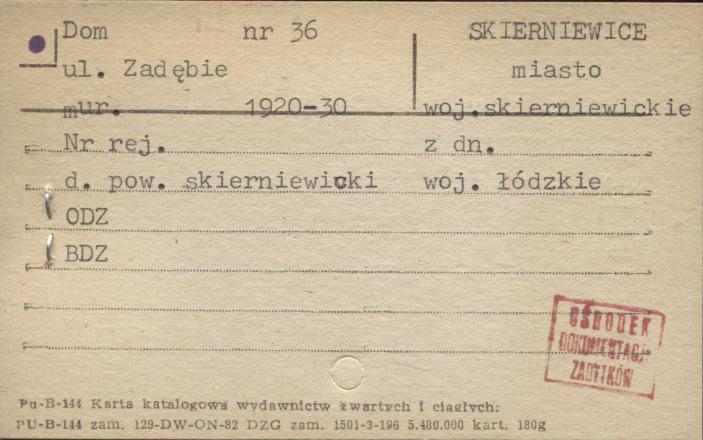 Dom nr 36 SKIERNIEWICE
ul. Zadębie miasto
mur. 1920-30 woj.skierniewickie
Nr rej. z dn.
d. pow. skierniewicki woj. łódzkie
ODZ
BDZ
OŚRODEK
DOKUMENTACJI
ZABYTKÓW
Pu-B-144 Karta katalogowa wydawnictw zwartych i ciągłych:
PU-B-144 zam. 129-DW-ON-82 DZG zam. 1501-3-196 5.480.000 kart. 180g